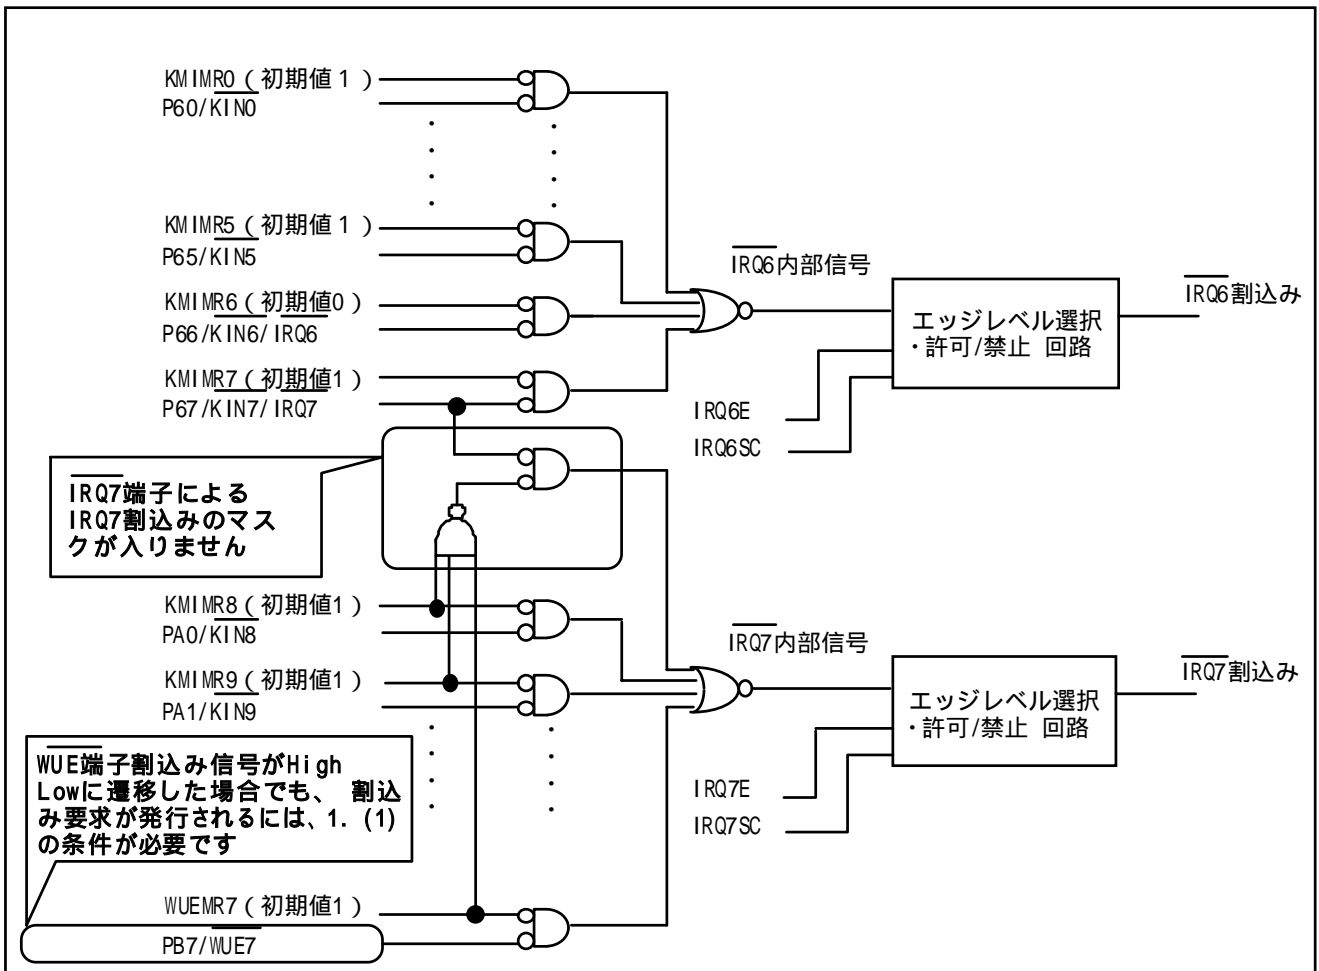 KMIMR0（初期値1）
P60/KIN0
KMIMR5（初期値1）
P65/KIN5
IRQ6内部信号
IRQ6割込み
KMIMR6（初期値0）
P66/KIN6/IRQ6
エッジレベル選択
・許可/禁止 回路
KMIMR7（初期値1）
P67/KIN7/IRQ7
IRQ6E
IRQ6SC
IRQ7端子による
IRQ7割込みのマス
クが入りません
KMIMR8（初期値1）
PA0/KIN8
IRQ7内部信号
IRQ7割込み
KMIMR9（初期値1）
PA1/KIN9
エッジレベル選択
・許可/禁止 回路
WUE端子割込み信号がHigh
Lowに遷移した場合でも、 割込
み要求が発行されるには、1. (1)
の条件が必要です
IRQ7E
IRQ7SC
WUEMR7（初期値1）
PB7/WUE7